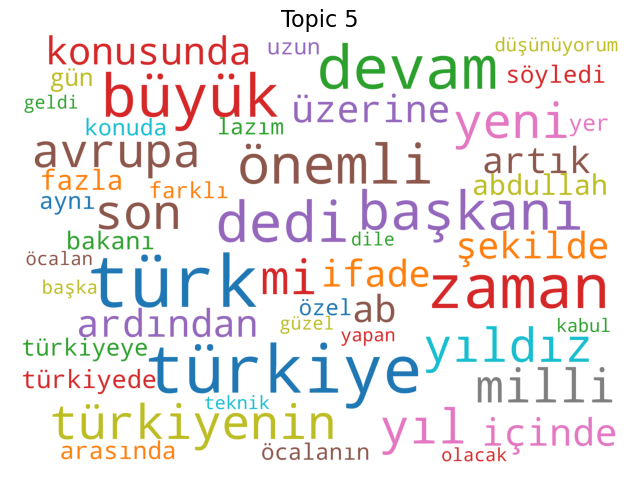 Topic 5
konusunda uzun devam düşünüyorum
gün büyük söyledi
geldi üzerine yeni yer
konuda lazım
avrupa önemli artık
fazla farklı abdullah
aynı son dedi başkanı
bakanı dile şekilde
öcalan türk mi ifade zaman
başka özel ab
ardından güzel yapan kabul
türkiyeye türkiye yıldız
türkiyede milli
teknik
türkiyenin yıl içinde
arasında öcalanın olacak